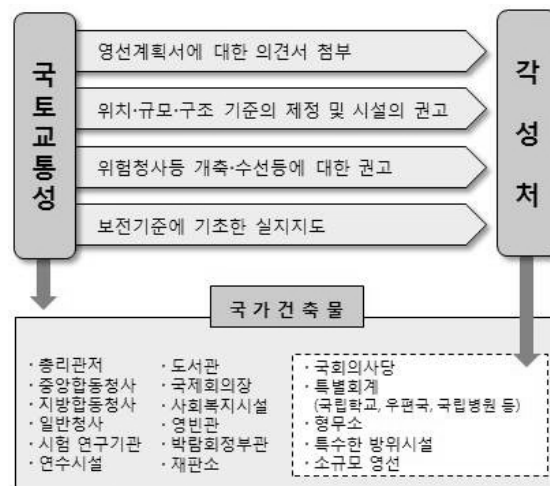 국토교통성
영선계획서에 대한 의견서 첨부
위치·규모·구조 기준의 제정 및 시설의 권고
위험청사등 개축·수선등에 대한 권고
보전기준에 기초한 실지지도
각 성 처
국가건축물
· 총리관저
· 중앙합동청사
· 지방합동청사
· 일반청사
· 시험 연구기관
· 연수시설
· 도서관
· 국제회의장
· 사회복지시설
· 영빈관
· 박람회정부관
· 재판소
· 국회의사당
· 특별회계
(국립학교, 우편국, 국립병원 등)
· 형무소
· 특수한 방위시설
· 소규모 영선